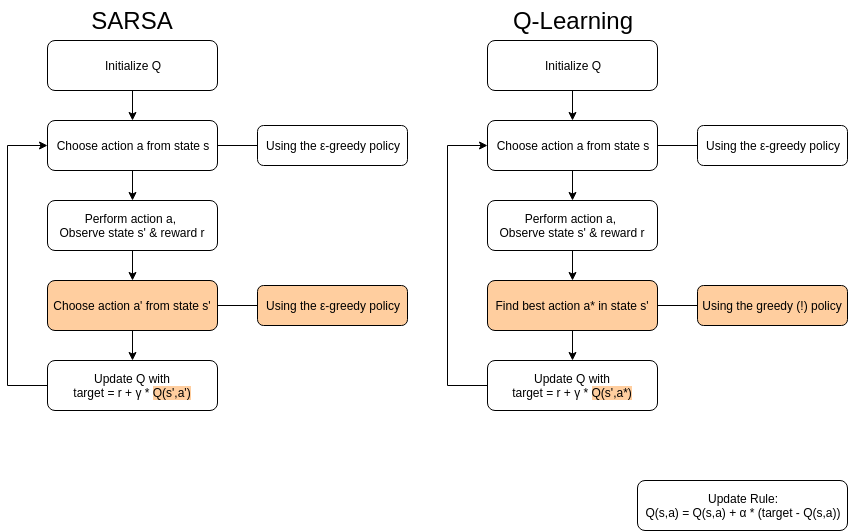 SARSA
Initialize Q
Choose action a from state s
Using the ε-greedy policy
Perform action a,
Observe state s' & reward r
Choose action a' from state s'
Using the ε-greedy policy
Update Q with
target = r + γ * Q(s',a')
Q-Learning
Initialize Q
Choose action a from state s
Using the ε-greedy policy
Perform action a,
Observe state s' & reward r
Find best action a* in state s'
Using the greedy (!) policy
Update Q with
target = r + γ * Q(s',a*)
Update Rule:
Q(s,a) = Q(s,a) + α * (target - Q(s,a))